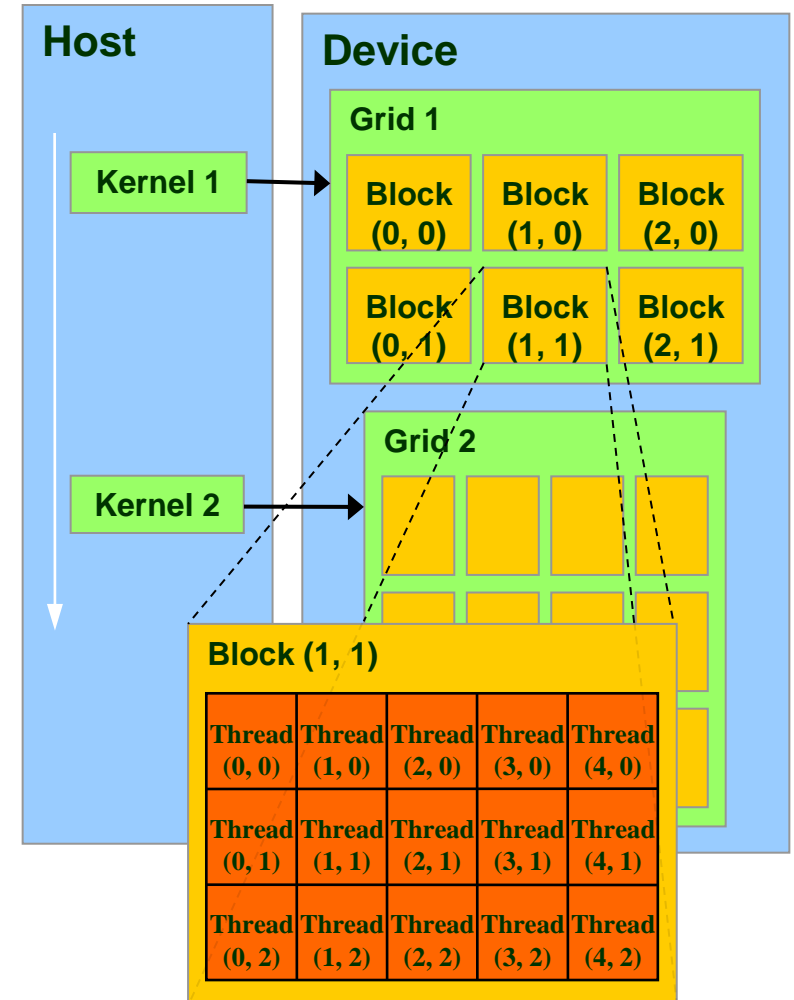 Host
Device
Grid 1
Kernel 1
Block Block Block
(0, 0) (1, 0) (2, 0)
Block Block Block
(0, 1) (1, 1) (2, 1)
Grid 2
Kernel 2
Block (1, 1)
Thread Thread Thread Thread Thread
(0, 0) (1, 0) (2, 0) (3, 0) (4, 0)
Thread Thread Thread Thread Thread
(0, 1) (1, 1) (2, 1) (3, 1) (4, 1)
Thread Thread Thread Thread Thread
(0, 2) (1, 2) (2, 2) (3, 2) (4, 2)